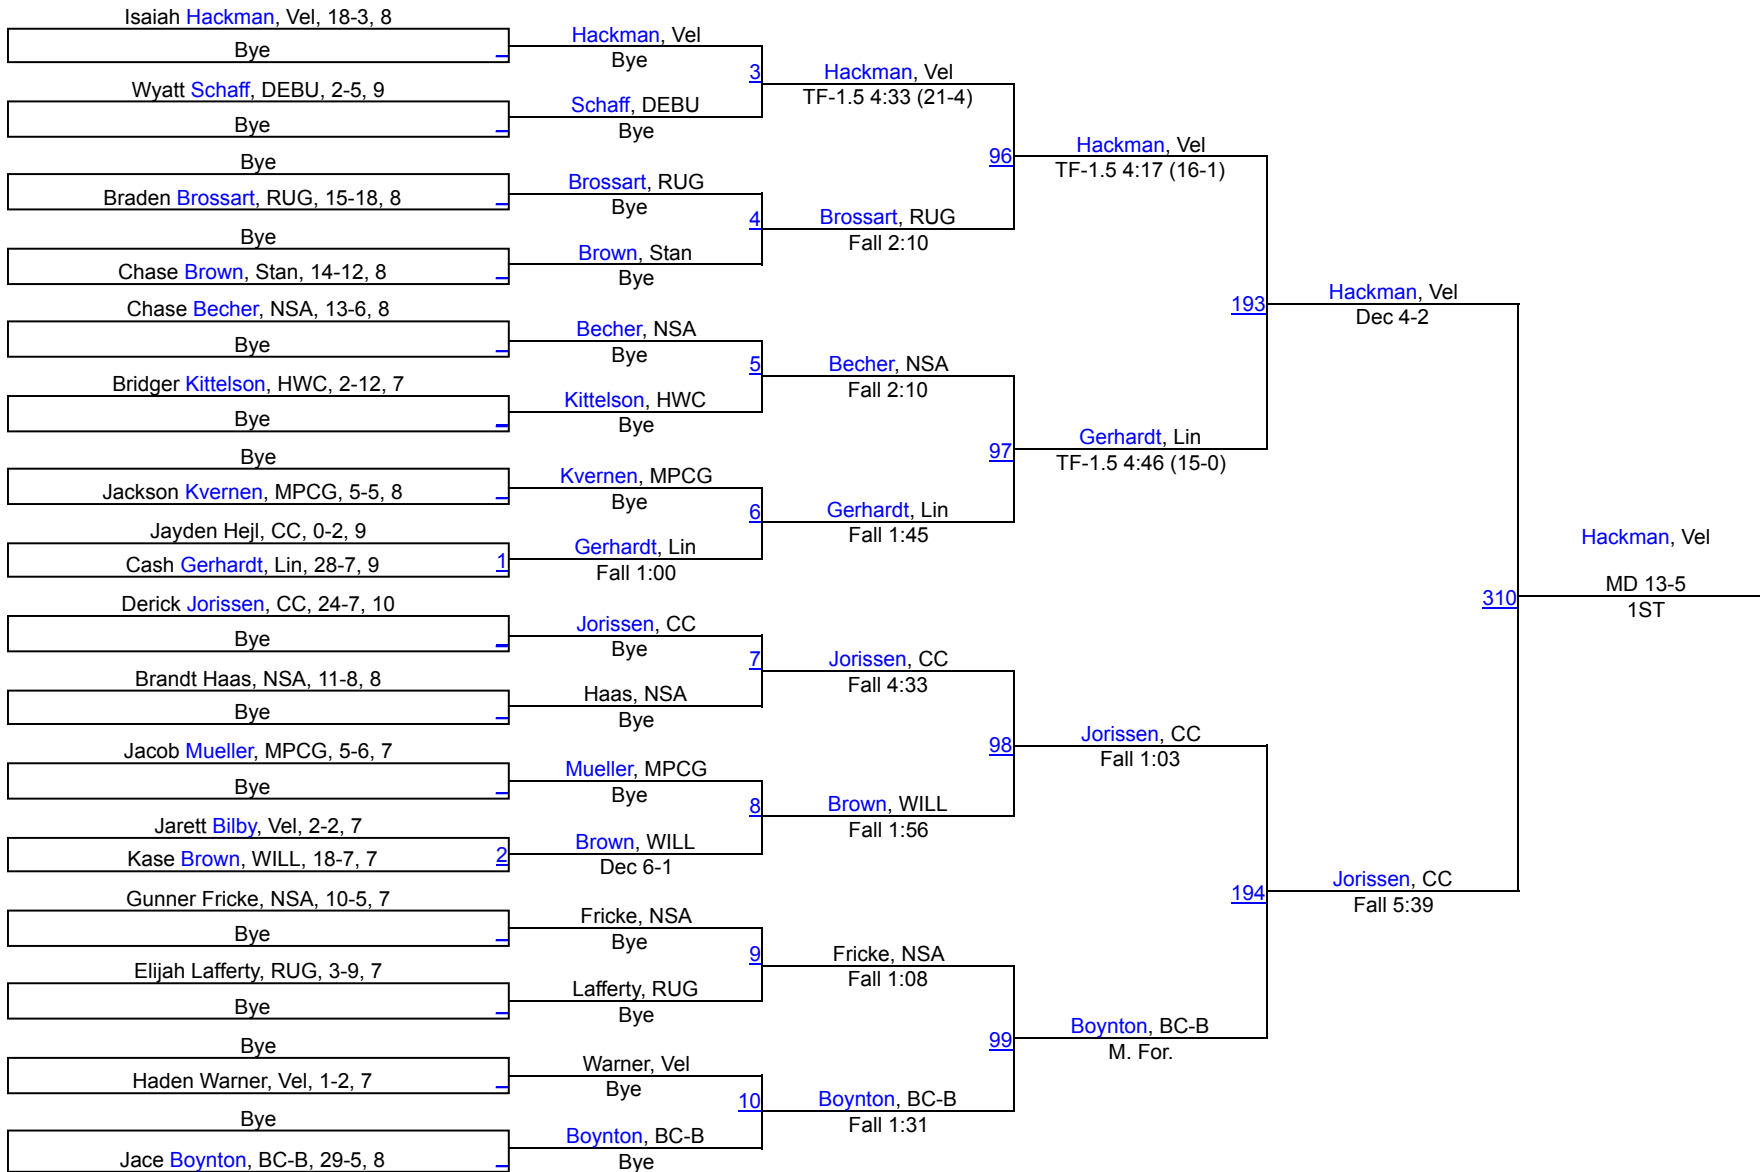 Isaiah Hackman, Vel, 18-3, 8
Bye
Wyatt Schaff, DEBU, 2-5, 9
Bye
Bye
Braden Brossart, RUG, 15-18, 8
Bye
Chase Brown, Stan, 14-12, 8
Chase Becher, NSA, 13-6, 8
Bye
Bridger Kittelson, HWC, 2-12, 7
Bye
Bye
Jackson Kvernen, MPCG, 5-5, 8
Jayden Hejl, CC, 0-2, 9
Cash Gerhardt, Lin, 28-7, 9
1
Derick Jorissen, CC, 24-7, 10
Bye
Brandt Haas, NSA, 11-8, 8
Bye
Jacob Mueller, MPCG, 5-6, 7
Bye
Jarett Bilby, Vel, 2-2, 7
Kase Brown, WILL, 18-7, 7
2
Gunner Fricke, NSA, 10-5, 7
Bye
Elijah Lafferty, RUG, 3-9, 7
Bye
Bye
Haden Warner, Vel, 1-2, 7
Bye
Jace Boynton, BC-B, 29-5, 8
Hackman, Vel
Bye
3
Schaff, DEBU
Bye
Brossart, RUG
Bye
4
Brown, Stan
Bye
Becher, NSA
Bye
5
Kittelson, HWC
Bye
Kvernen, MPCG
Bye
6
Gerhardt, Lin
Fall 1:00
Jorissen, CC
Bye
7
Haas, NSA
Bye
Mueller, MPCG
Bye
8
Brown, WILL
Dec 6-1
Fricke, NSA
Bye
9
Lafferty, RUG
Bye
Warner, Vel
Bye
10
Boynton, BC-B
Bye
Hackman, Vel
TF-1.5 4:33 (21-4)
96
Brossart, RUG
Fall 2:10
Becher, NSA
Fall 2:10
97
Gerhardt, Lin
Fall 1:45
Jorissen, CC
Fall 4:33
98
Brown, WILL
Fall 1:56
Fricke, NSA
Fall 1:08
99
Boynton, BC-B
Fall 1:31
Hackman, Vel
TF-1.5 4:17 (16-1)
193
Gerhardt, Lin
TF-1.5 4:46 (15-0)
Jorissen, CC
Fall 1:03
194
Boynton, BC-B
M. For.
Hackman, Vel
Dec 4-2
310
Jorissen, CC
Fall 5:39
Hackman, Vel
MD 13-5
1ST